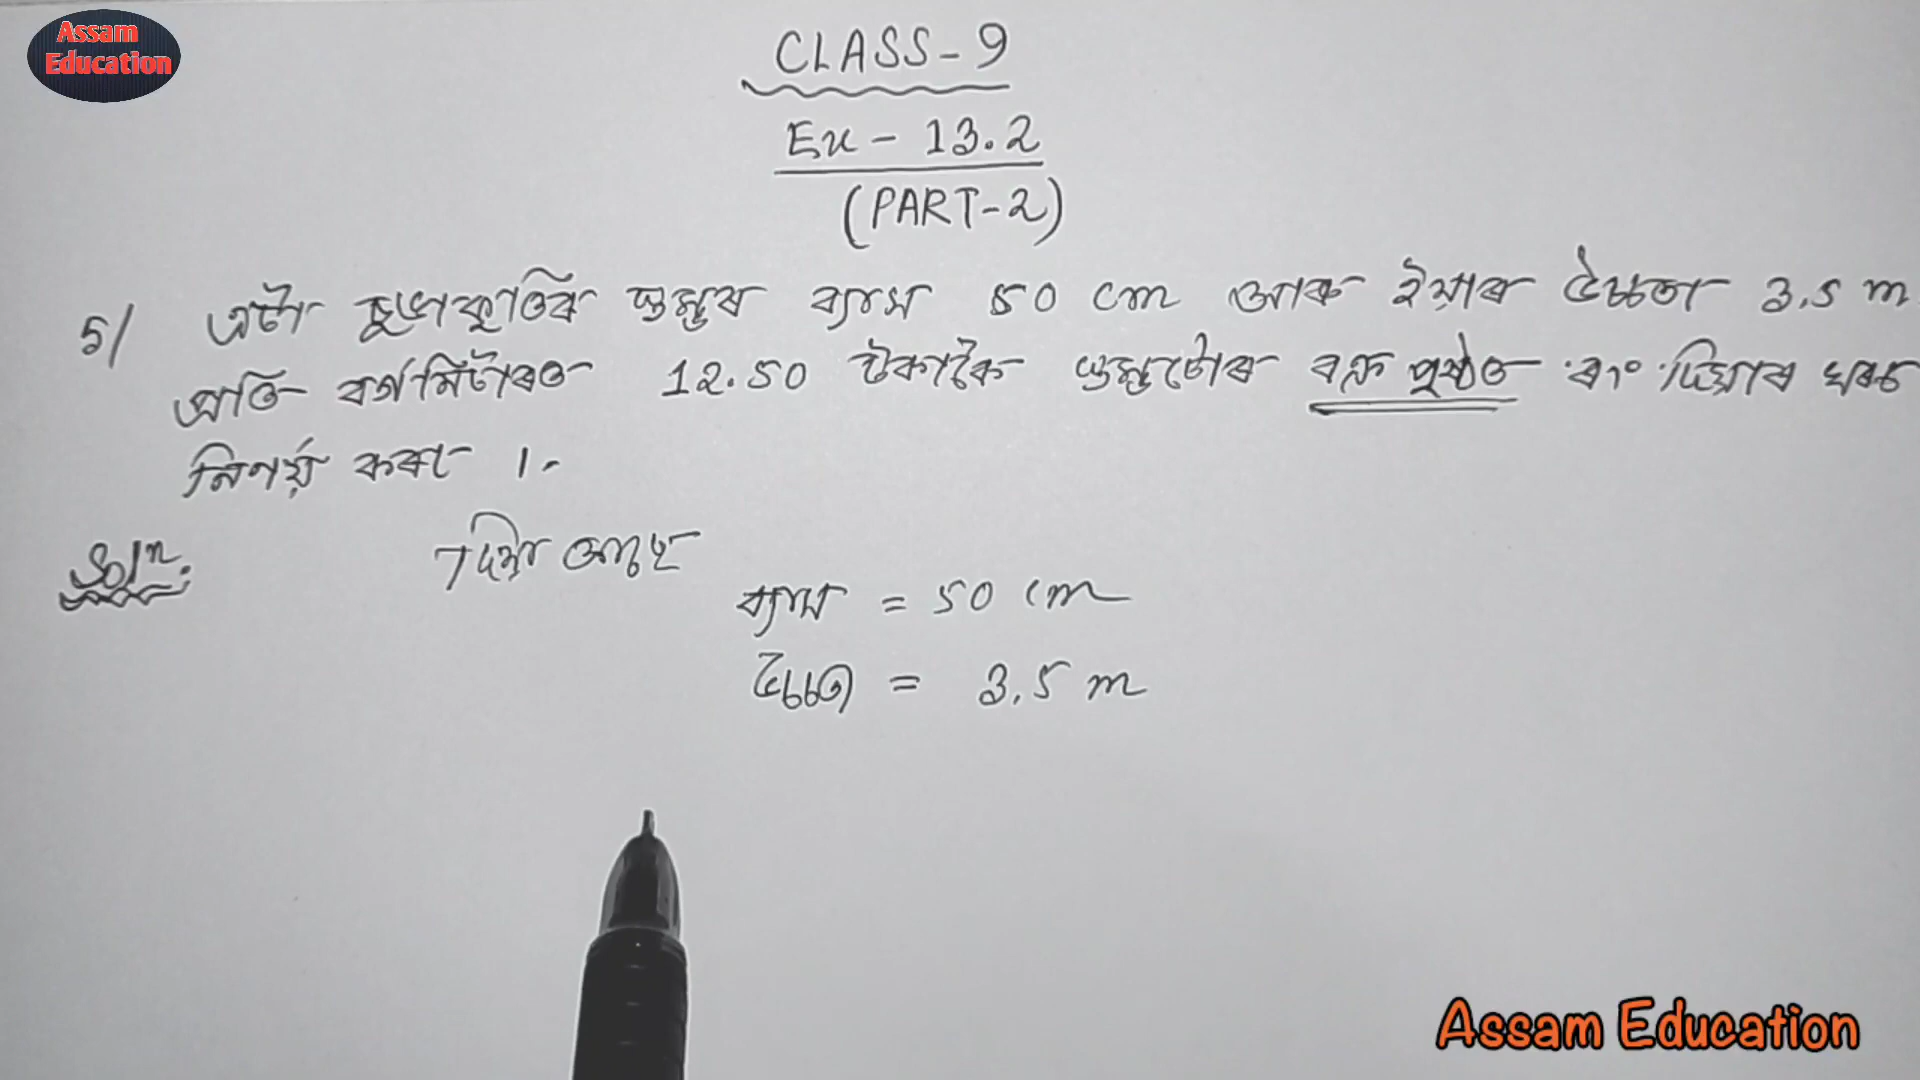 Assam
Education
CLASS-9
Ex - 13.2
(PART-2)
5/ এটা চুঙাকৃতিৰ স্তম্ভৰ ব্যাস 50 cm আৰু ইয়াৰ উচ্চতা 3.5 m
প্ৰতি বৰ্গমিটাৰত 12.50 টকাকৈ স্তম্ভটোৰ বক্ৰ পৃষ্ঠত ৰং দিয়াৰ খৰচ
নিৰ্ণয় কৰা ।
Solⁿ: দিয়া আছে
ব্যাস = 50 cm
উচ্চতা = 3.5 m
Assam Education